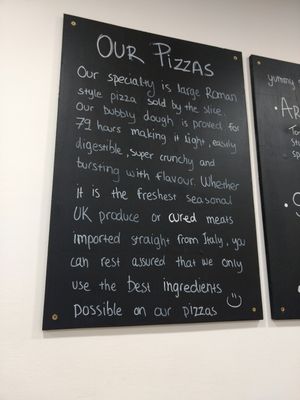 OUR PIZZAS
Our specialty is large Roman
style pizza sold by the slice.
Our bubbly dough is proved for
79 hours making it light, easily
digestible, super crunchy and
bursting with flavour. Whether
it is the freshest seasonal
UK produce or cured meats
imported straight from Italy, you
can rest assured that we only
use the best ingredients
possible on our pizzas
yummy